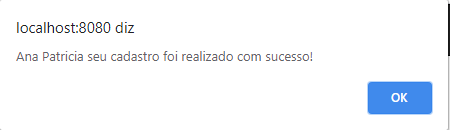 localhost:8080 diz
Ana Patricia seu cadastro foi realizado com sucesso!
OK